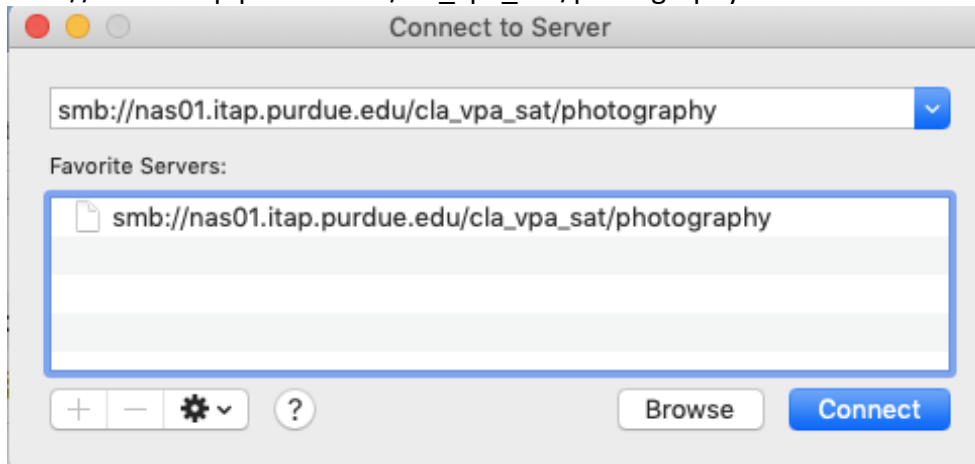 Connect to Server
smb://nas01.itap.purdue.edu/cla_vpa_sat/photography
Favorite Servers:
smb://nas01.itap.purdue.edu/cla_vpa_sat/photography
+ − ? Browse Connect